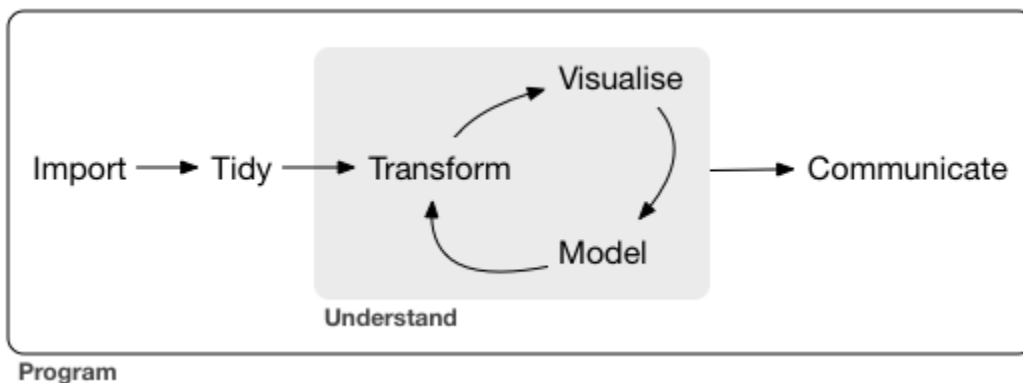 Visualise
Import Tidy Transform Communicate
Model
Understand
Program